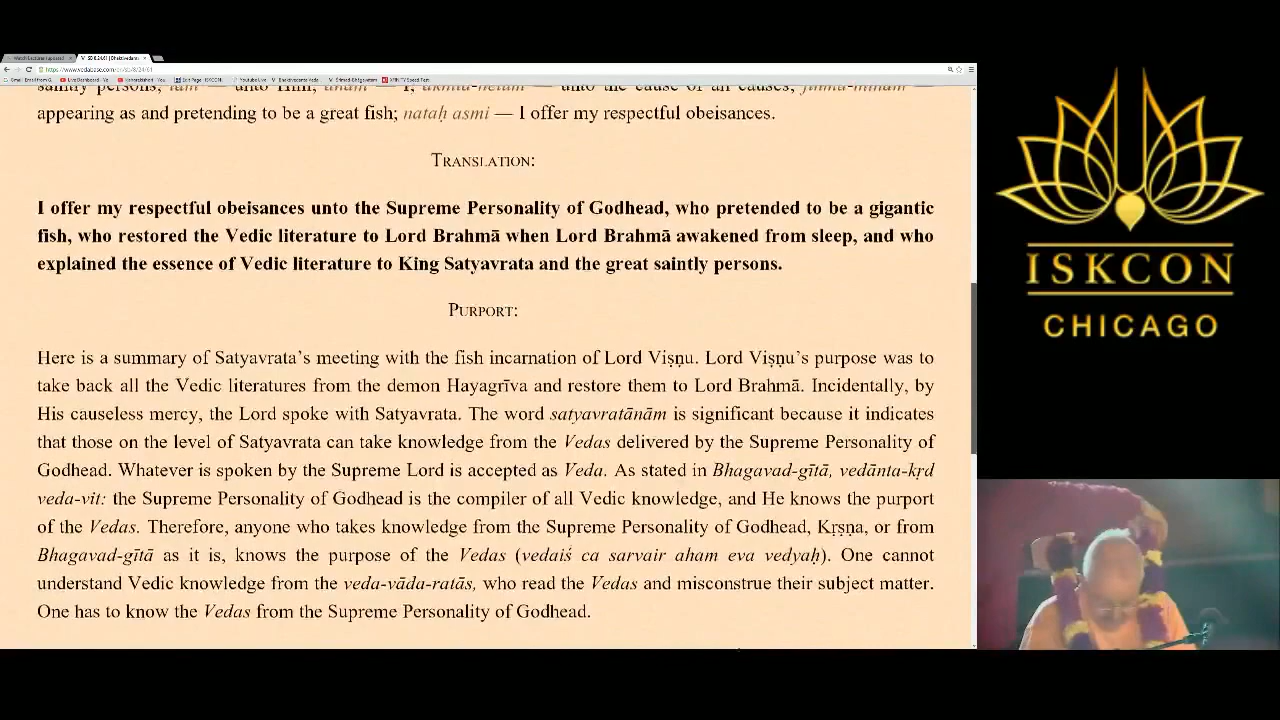 https://www.vedabase.com/en/sb/8/24/61
appearing as and pretending to be a great fish; nataḥ asmi — I offer my respectful obeisances.
TRANSLATION:
I offer my respectful obeisances unto the Supreme Personality of Godhead, who pretended to be a gigantic
fish, who restored the Vedic literature to Lord Brahmā when Lord Brahmā awakened from sleep, and who
explained the essence of Vedic literature to King Satyavrata and the great saintly persons.
PURPORT:
Here is a summary of Satyavrata’s meeting with the fish incarnation of Lord Viṣṇu. Lord Viṣṇu’s purpose was to
take back all the Vedic literatures from the demon Hayagrīva and restore them to Lord Brahmā. Incidentally, by
His causeless mercy, the Lord spoke with Satyavrata. The word satyavratānām is significant because it indicates
that those on the level of Satyavrata can take knowledge from the Vedas delivered by the Supreme Personality of
Godhead. Whatever is spoken by the Supreme Lord is accepted as Veda. As stated in Bhagavad-gītā, vedānta-kṛd
veda-vit: the Supreme Personality of Godhead is the compiler of all Vedic knowledge, and He knows the purport
of the Vedas. Therefore, anyone who takes knowledge from the Supreme Personality of Godhead, Kṛṣṇa, or from
Bhagavad-gītā as it is, knows the purpose of the Vedas (vedaiś ca sarvair aham eva vedyaḥ). One cannot
understand Vedic knowledge from the veda-vāda-ratās, who read the Vedas and misconstrue their subject matter.
One has to know the Vedas from the Supreme Personality of Godhead.
ISKCON
CHICAGO